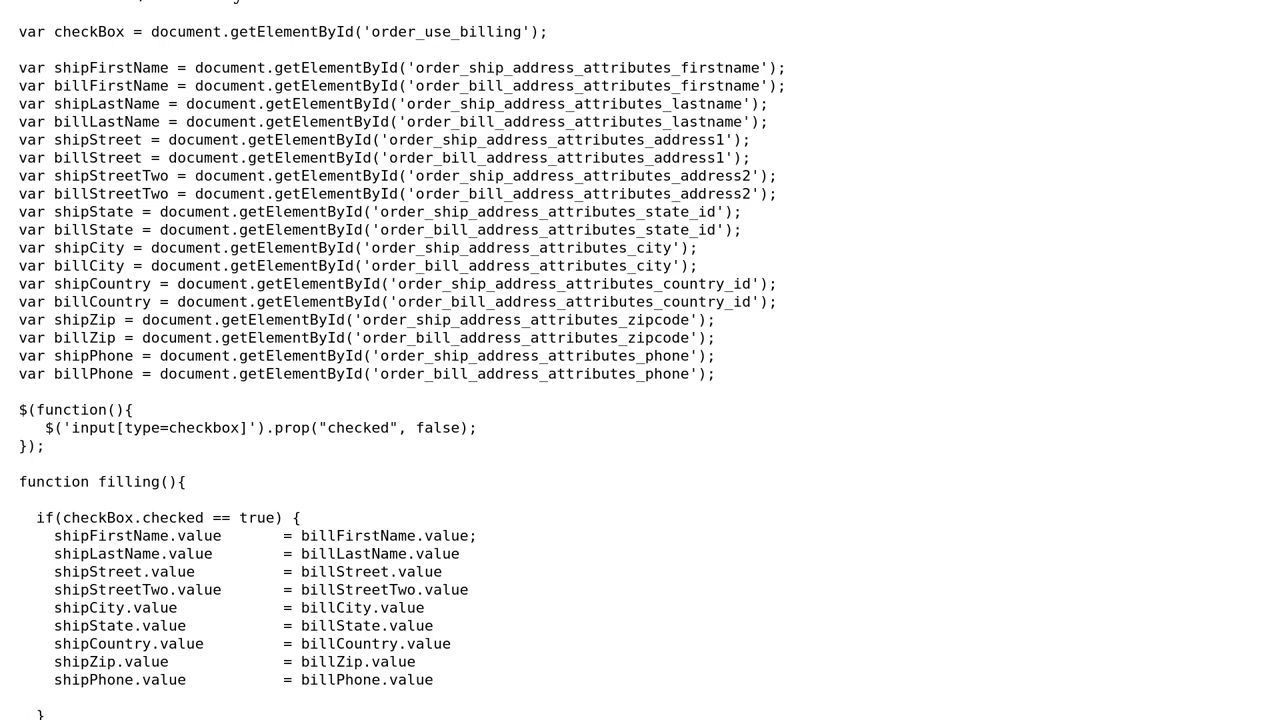 var checkBox = document.getElementById('order_use_billing');

var shipFirstName = document.getElementById('order_ship_address_attributes_firstname');
var billFirstName = document.getElementById('order_bill_address_attributes_firstname');
var shipLastName = document.getElementById('order_ship_address_attributes_lastname');
var billLastName = document.getElementById('order_bill_address_attributes_lastname');
var shipStreet = document.getElementById('order_ship_address_attributes_address1');
var billStreet = document.getElementById('order_bill_address_attributes_address1');
var shipStreetTwo = document.getElementById('order_ship_address_attributes_address2');
var billStreetTwo = document.getElementById('order_bill_address_attributes_address2');
var shipState = document.getElementById('order_ship_address_attributes_state_id');
var billState = document.getElementById('order_bill_address_attributes_state_id');
var shipCity = document.getElementById('order_ship_address_attributes_city');
var billCity = document.getElementById('order_bill_address_attributes_city');
var shipCountry = document.getElementById('order_ship_address_attributes_country_id');
var billCountry = document.getElementById('order_bill_address_attributes_country_id');
var shipZip = document.getElementById('order_ship_address_attributes_zipcode');
var billZip = document.getElementById('order_bill_address_attributes_zipcode');
var shipPhone = document.getElementById('order_ship_address_attributes_phone');
var billPhone = document.getElementById('order_bill_address_attributes_phone');

$(function(){
   $('input[type=checkbox]').prop("checked", false);
});

function filling(){

  if(checkBox.checked == true) {
    shipFirstName.value       = billFirstName.value;
    shipLastName.value        = billLastName.value
    shipStreet.value          = billStreet.value
    shipStreetTwo.value       = billStreetTwo.value
    shipCity.value            = billCity.value
    shipState.value           = billState.value
    shipCountry.value         = billCountry.value
    shipZip.value             = billZip.value
    shipPhone.value           = billPhone.value

  }